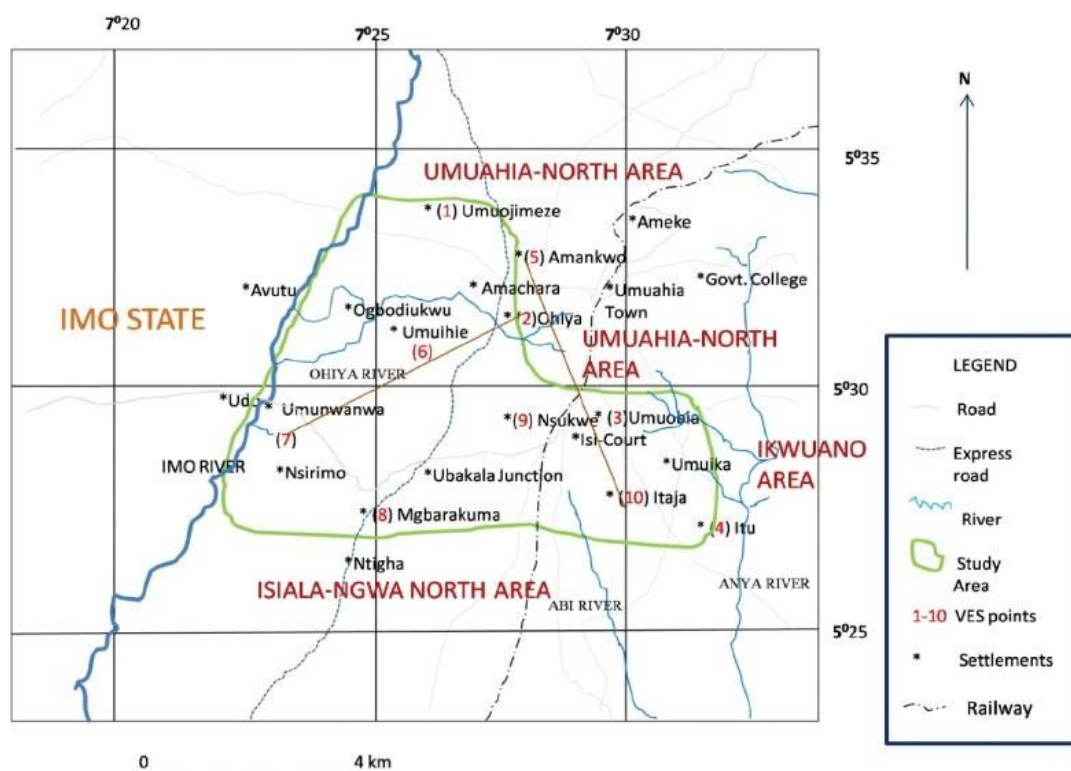 7⁰20 7⁰25 7⁰30
N
5⁰35
UMUAHIA-NORTH AREA
* (1) Umuojimeze
* Ameke
* (5) Amankwo
* Govt. College
* Avutu
* Amachara
* Umuahia
Town
* Ogbodiukwu
* (2) Ohiya
IMO STATE
* Umuihie
UMUAHIA-NORTH
AREA
(6)
OHIYA RIVER
5⁰30
* Udo
* Umunwanwa
* (9) Nsukwe
* (3) Umuobia
(7)
* Isi-Court
IKWUANO
AREA
IMO RIVER
* Nsirimo
* Ubakala Junction
* Umuika
* (10) Itaja
* (8) Mgbarakuma
* (4) Itu
* Ntigha
ISIALA-NGWA NORTH AREA
ANYA RIVER
ABI RIVER
5⁰25
0 4 km
LEGEND
Road
Express
road
River
Study
Area
1-10 VES points
* Settlements
Railway